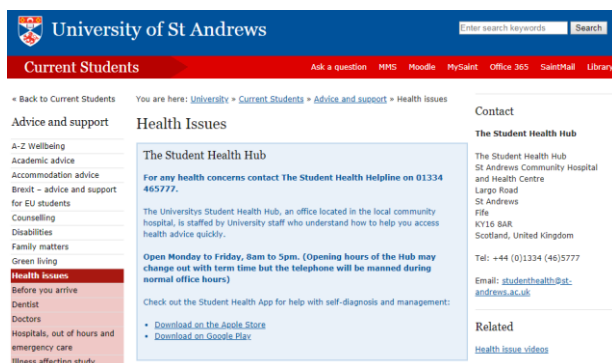 University of St Andrews
Enter search keywords
Search
Current Students
Ask a question MMS Moodle MySaint Office 365 SaintMail Library
« Back to Current Students
Advice and support
A-Z Wellbeing
Academic advice
Accommodation advice
Brexit – advice and support
for EU students
Counselling
Disabilities
Family matters
Green living
Health issues
Before you arrive
Dentist
Doctors
Hospitals, out of hours and
emergency care
Illness affecting study
You are here: University » Current Students » Advice and support » Health issues
Health Issues
The Student Health Hub
For any health concerns contact The Student Health Helpline on 01334
465777.
The Universitys Student Health Hub, an office located in the local community
hospital, is staffed by University staff who understand how to help you access
health advice quickly.
Open Monday to Friday, 8am to 5pm. (Opening hours of the Hub may
change out with term time but the telephone will be manned during
normal office hours)
Check out the Student Health App for help with self-diagnosis and management:
• Download on the Apple Store
• Download on Google Play
Contact
The Student Health Hub
The Student Health Hub
St Andrews Community Hospital
and Health Centre
Largo Road
St Andrews
Fife
KY16 8AR
Scotland, United Kingdom
Tel: +44 (0)1334 (46)5777
Email: studenthealth@st-
andrews.ac.uk
Related
Health issue videos